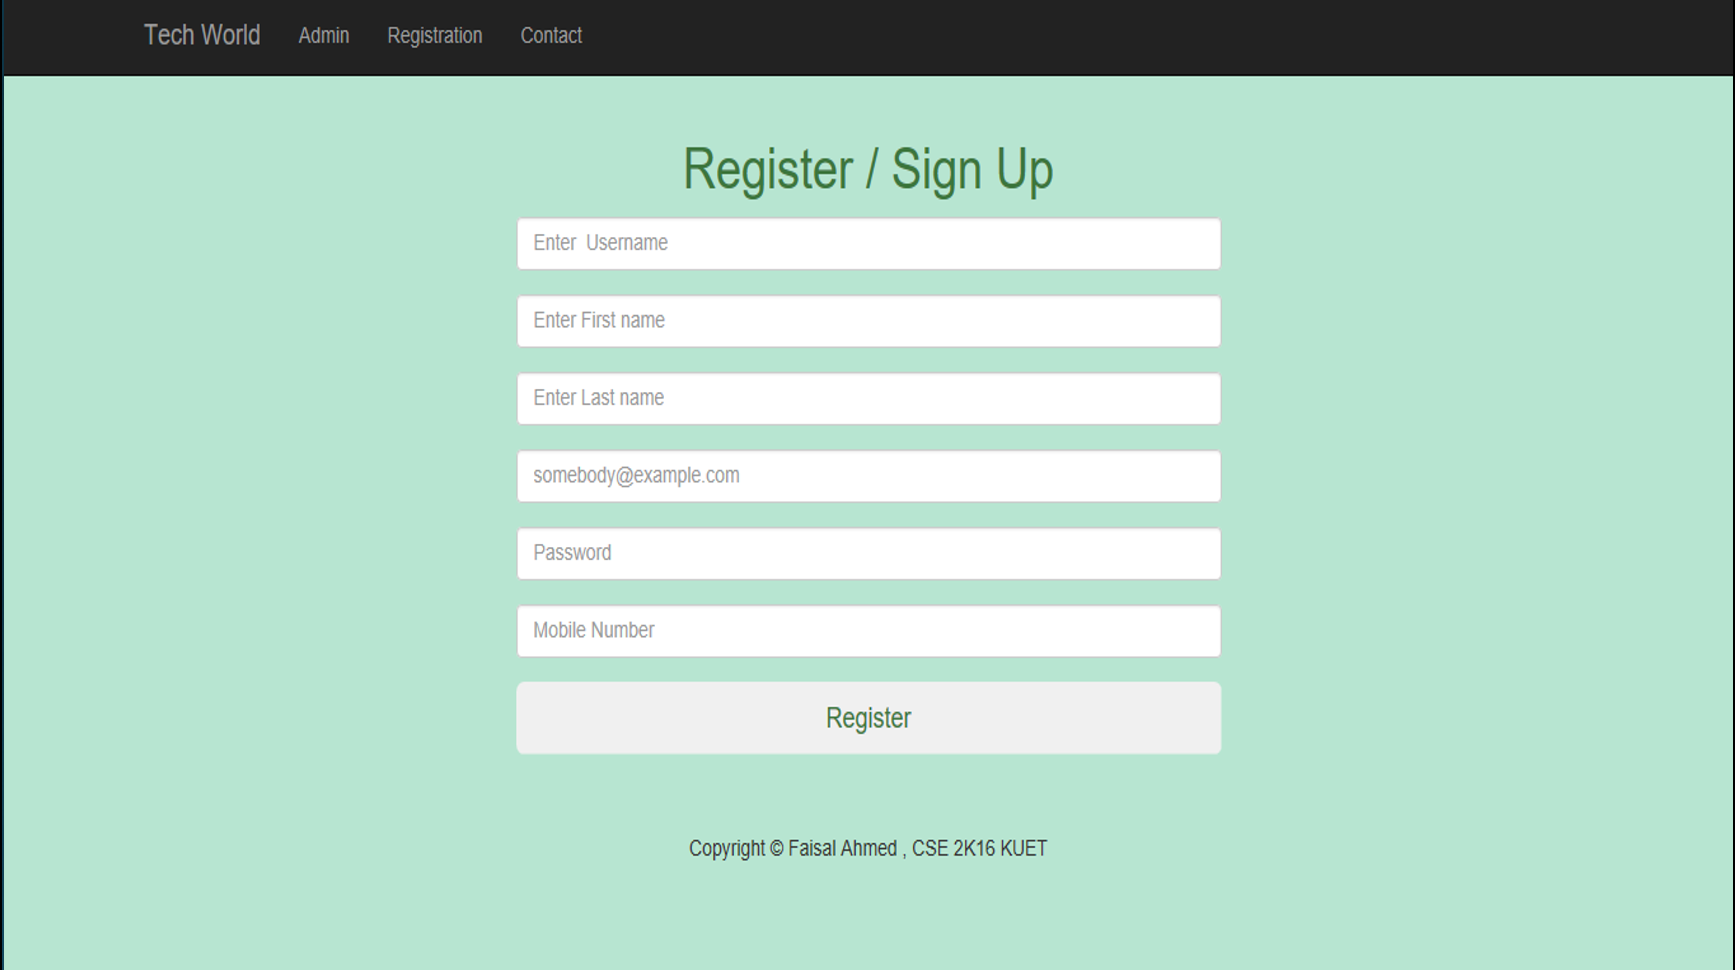 Tech World Admin Registration Contact
Register / Sign Up
Enter  Username
Enter First name
Enter Last name
somebody@example.com
Password
Mobile Number
Register
Copyright © Faisal Ahmed , CSE 2K16 KUET